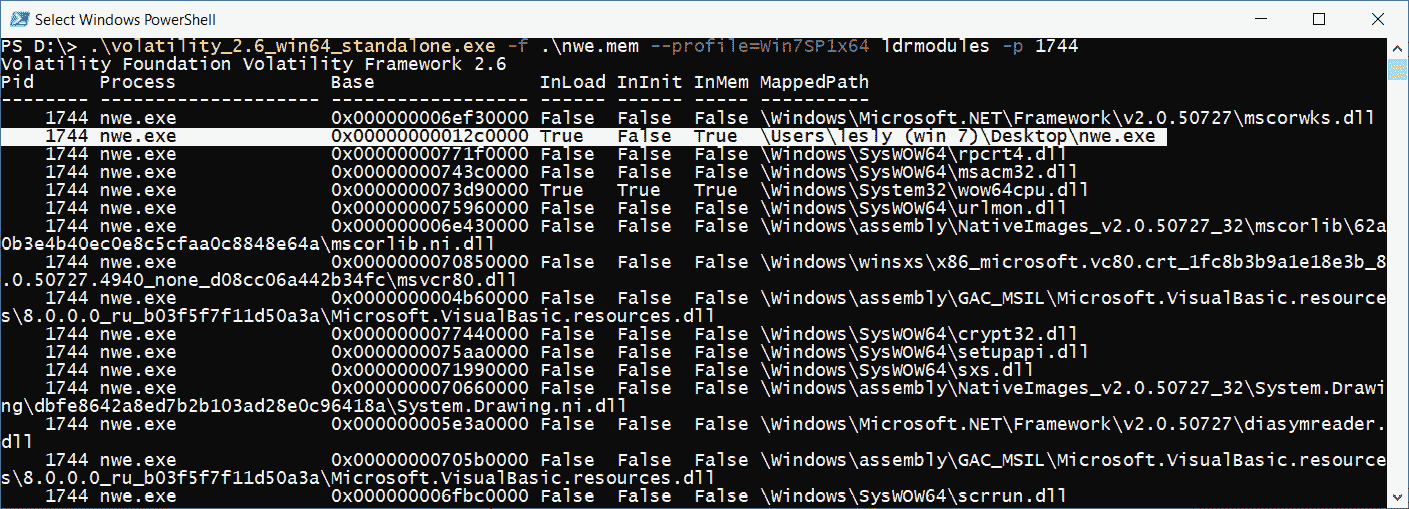 Select Windows PowerShell
PS D:\> .\volatility_2.6_win64_standalone.exe -f .\nwe.mem --profile=Win7SP1x64 ldrmodules -p 1744
Volatility Foundation Volatility Framework 2.6
Pid      Process              Base               InLoad InInit InMem MappedPath
-------- -------------------- ------------------ ------ ------ ----- ----------
    1744 nwe.exe              0x000000006ef30000 False  False  False \Windows\Microsoft.NET\Framework\v2.0.50727\mscorwks.dll
    1744 nwe.exe              0x00000000012c0000 True   False  True  \Users\lesly (win 7)\Desktop\nwe.exe
    1744 nwe.exe              0x00000000771f0000 False  False  False \Windows\SysWOW64\rpcrt4.dll
    1744 nwe.exe              0x00000000743c0000 False  False  False \Windows\SysWOW64\msacm32.dll
    1744 nwe.exe              0x0000000073d90000 True   True   True  \Windows\System32\wow64cpu.dll
    1744 nwe.exe              0x0000000075960000 False  False  False \Windows\SysWOW64\urlmon.dll
    1744 nwe.exe              0x000000006e430000 False  False  False \Windows\assembly\NativeImages_v2.0.50727_32\mscorlib\62a
0b3e4b40ec0e8c5cfaa0c8848e64a\mscorlib.ni.dll
    1744 nwe.exe              0x0000000070850000 False  False  False \Windows\winsxs\x86_microsoft.vc80.crt_1fc8b3b9a1e18e3b_8
.0.50727.4940_none_d08cc06a442b34fc\msvcr80.dll
    1744 nwe.exe              0x0000000004b60000 False  False  False \Windows\assembly\GAC_MSIL\Microsoft.VisualBasic.resource
s\8.0.0.0_ru_b03f5f7f11d50a3a\Microsoft.VisualBasic.resources.dll
    1744 nwe.exe              0x0000000077440000 False  False  False \Windows\SysWOW64\crypt32.dll
    1744 nwe.exe              0x0000000075aa0000 False  False  False \Windows\SysWOW64\setupapi.dll
    1744 nwe.exe              0x0000000071990000 False  False  False \Windows\SysWOW64\sxs.dll
    1744 nwe.exe              0x0000000070660000 False  False  False \Windows\assembly\NativeImages_v2.0.50727_32\System.Drawi
ng\dbfe8642a8ed7b2b103ad28e0c96418a\System.Drawing.ni.dll
    1744 nwe.exe              0x000000005e3a0000 False  False  False \Windows\Microsoft.NET\Framework\v2.0.50727\diasymreader.
dll
    1744 nwe.exe              0x00000000705b0000 False  False  False \Windows\assembly\GAC_MSIL\Microsoft.VisualBasic.resource
s\8.0.0.0_ru_b03f5f7f11d50a3a\Microsoft.VisualBasic.resources.dll
    1744 nwe.exe              0x000000006fbc0000 False  False  False \Windows\SysWOW64\scrrun.dll